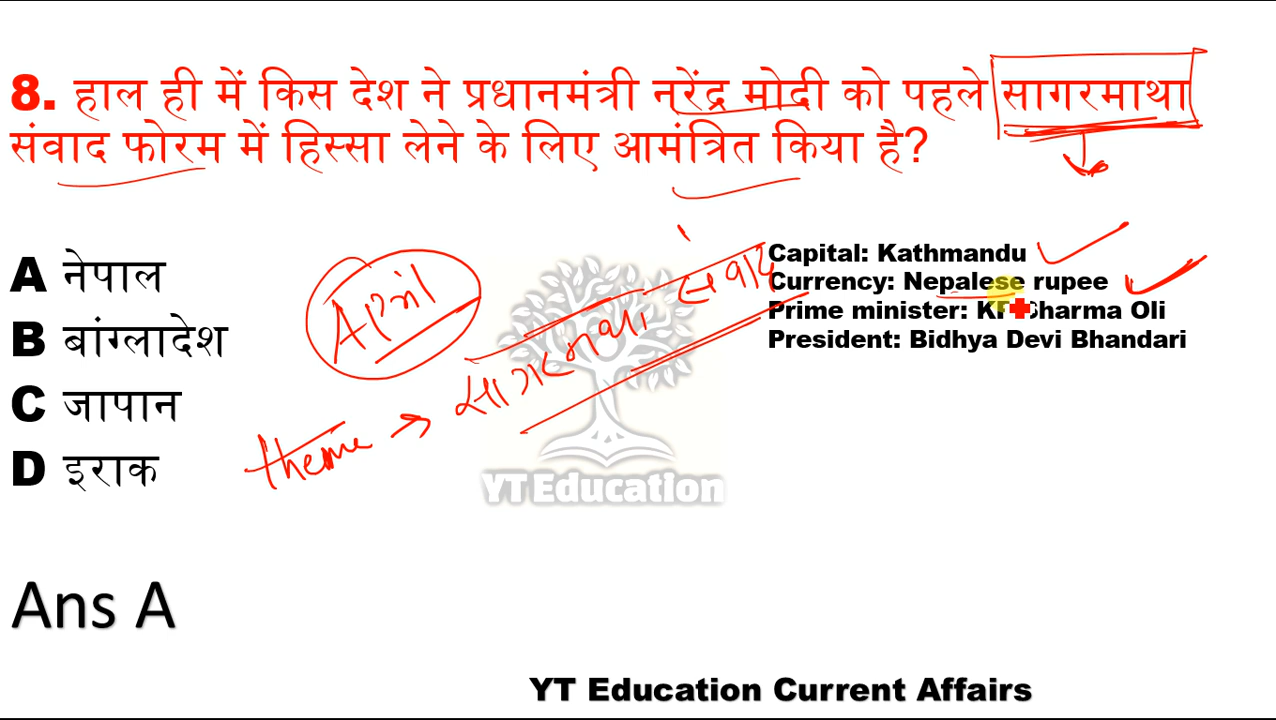 8. हाल ही में किस देश ने प्रधानमंत्री नरेंद्र मोदी को पहले सागरमाथा
संवाद फोरम में हिस्सा लेने के लिए आमंत्रित किया है?
A नेपाल
B बांग्लादेश
C जापान
D इराक
April
theme → सागरमाथा संवाद
Capital: Kathmandu
Currency: Nepalese rupee
Prime minister: Sharma Oli
President: Bidhya Devi Bhandari
YT Education
Ans A
YT Education Current Affairs